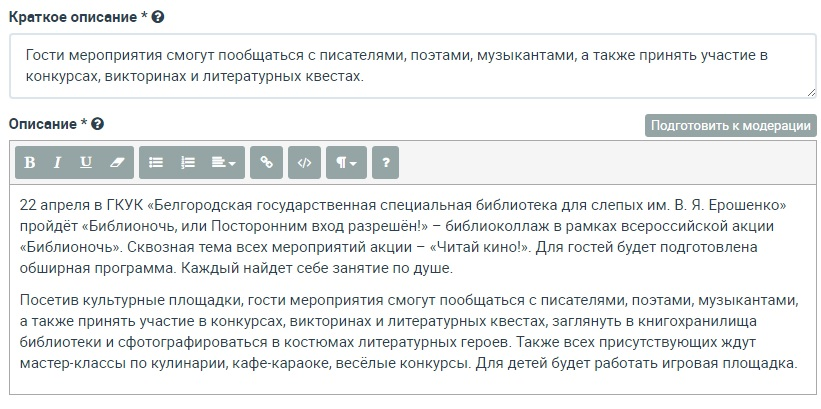 Краткое описание *
Гости мероприятия смогут пообщаться с писателями, поэтами, музыкантами, а также принять участие в
конкурсах, викторинах и литературных квестах.
Описание *
Подготовить к модерации
B I U
22 апреля в ГКУК «Белгородская государственная специальная библиотека для слепых им. В. Я. Ерошенко»
пройдёт «Библионочь, или Посторонним вход разрешён!» – библиоколлаж в рамках всероссийской акции
«Библионочь». Сквозная тема всех мероприятий акции – «Читай кино!». Для гостей будет подготовлена
обширная программа. Каждый найдет себе занятие по душе.
Посетив культурные площадки, гости мероприятия смогут пообщаться с писателями, поэтами, музыкантами,
а также принять участие в конкурсах, викторинах и литературных квестах, заглянуть в книгохранилища
библиотеки и сфотографироваться в костюмах литературных героев. Также всех присутствующих ждут
мастер-классы по кулинарии, кафе-караоке, весёлые конкурсы. Для детей будет работать игровая площадка.